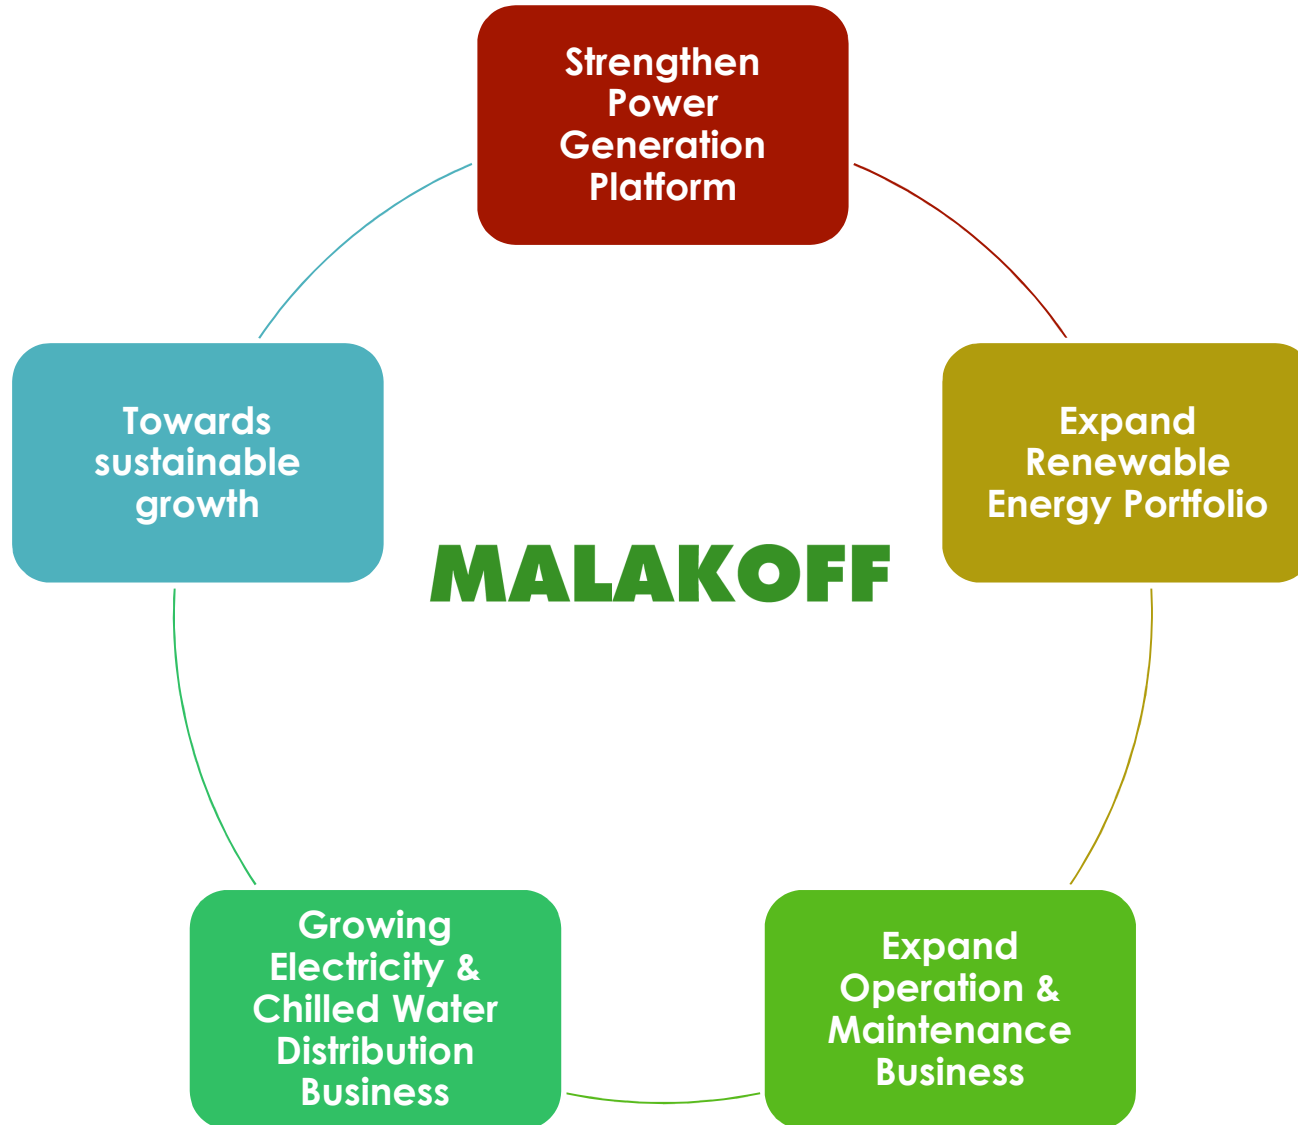 Strengthen
Power
Generation
Platform
Towards
sustainable
growth
Expand
Renewable
Energy Portfolio
MALAKOFF
Growing
Electricity &
Chilled Water
Distribution
Business
Expand
Operation &
Maintenance
Business